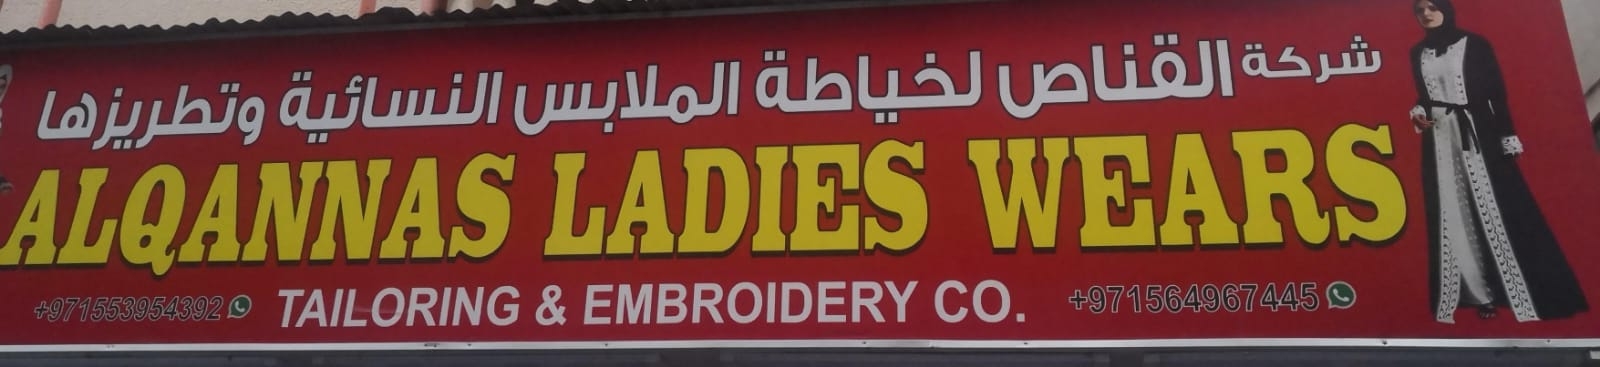 شركة القناص لخياطة الملابس النسائية وتطريزها
ALQANNAS LADIES WEARS
+971553954392 TAILORING & EMBROIDERY CO. +971564967445